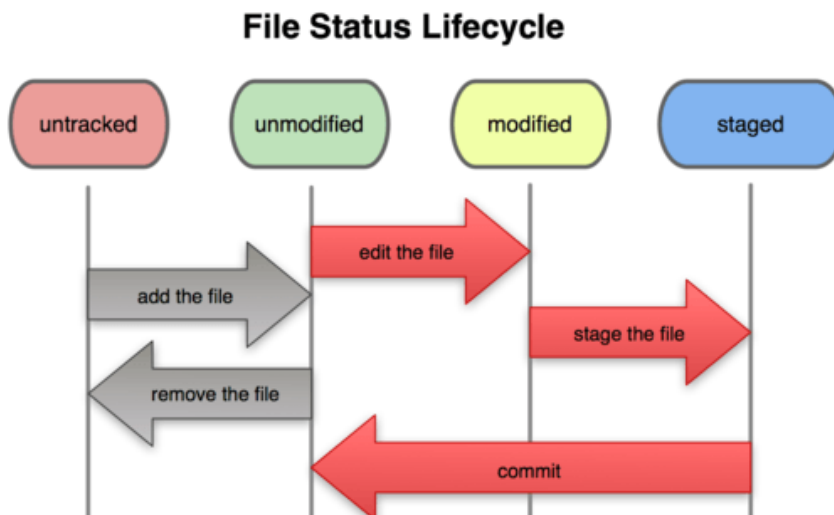 File Status Lifecycle
untracked
unmodified
modified
staged
edit the file
add the file
stage the file
remove the file
commit